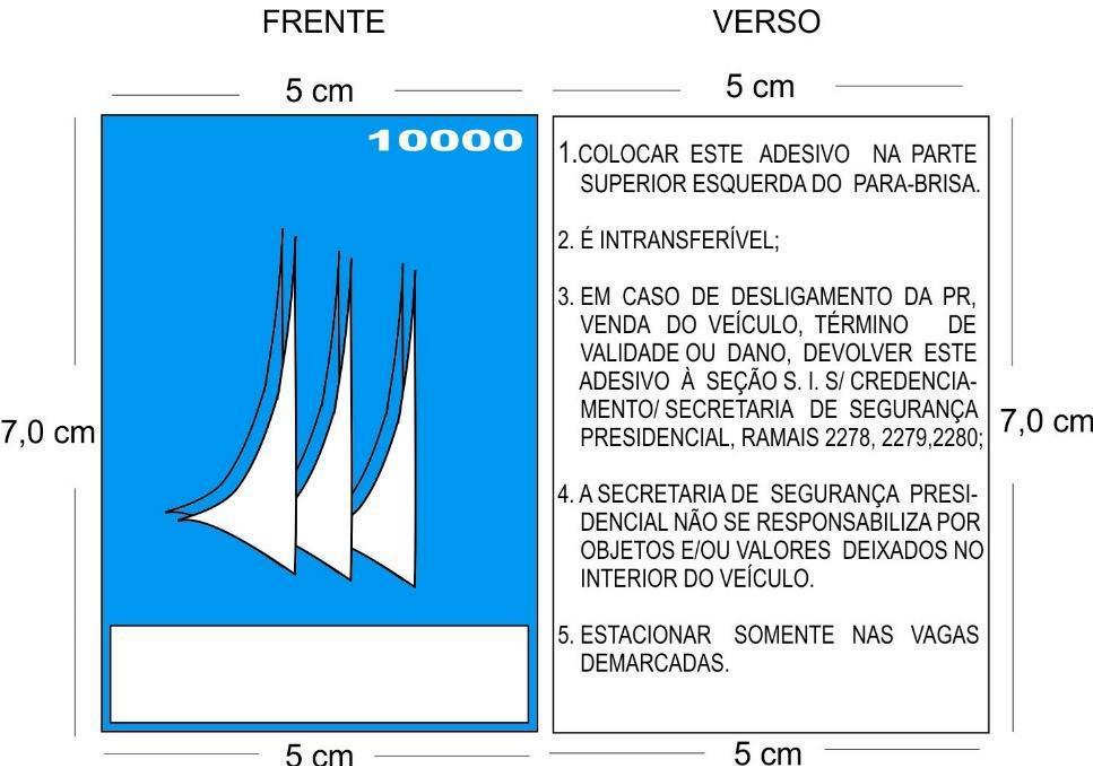 FRENTE
VERSO
5 cm
5 cm
10000
7,0 cm
1.COLOCAR ESTE ADESIVO NA PARTE
SUPERIOR ESQUERDA DO PARA-BRISA.
2. É INTRANSFERÍVEL;
3. EM CASO DE DESLIGAMENTO DA PR,
VENDA DO VEÍCULO, TÉRMINO DE
VALIDADE OU DANO, DEVOLVER ESTE
ADESIVO À SEÇÃO S. I. S/ CREDENCIA-
MENTO/ SECRETARIA DE SEGURANÇA
PRESIDENCIAL, RAMAIS 2278, 2279,2280;
4. A SECRETARIA DE SEGURANÇA PRESI-
DENCIAL NÃO SE RESPONSABILIZA POR
OBJETOS E/OU VALORES DEIXADOS NO
INTERIOR DO VEÍCULO.
5. ESTACIONAR SOMENTE NAS VAGAS
DEMARCADAS.
7,0 cm
5 cm
5 cm